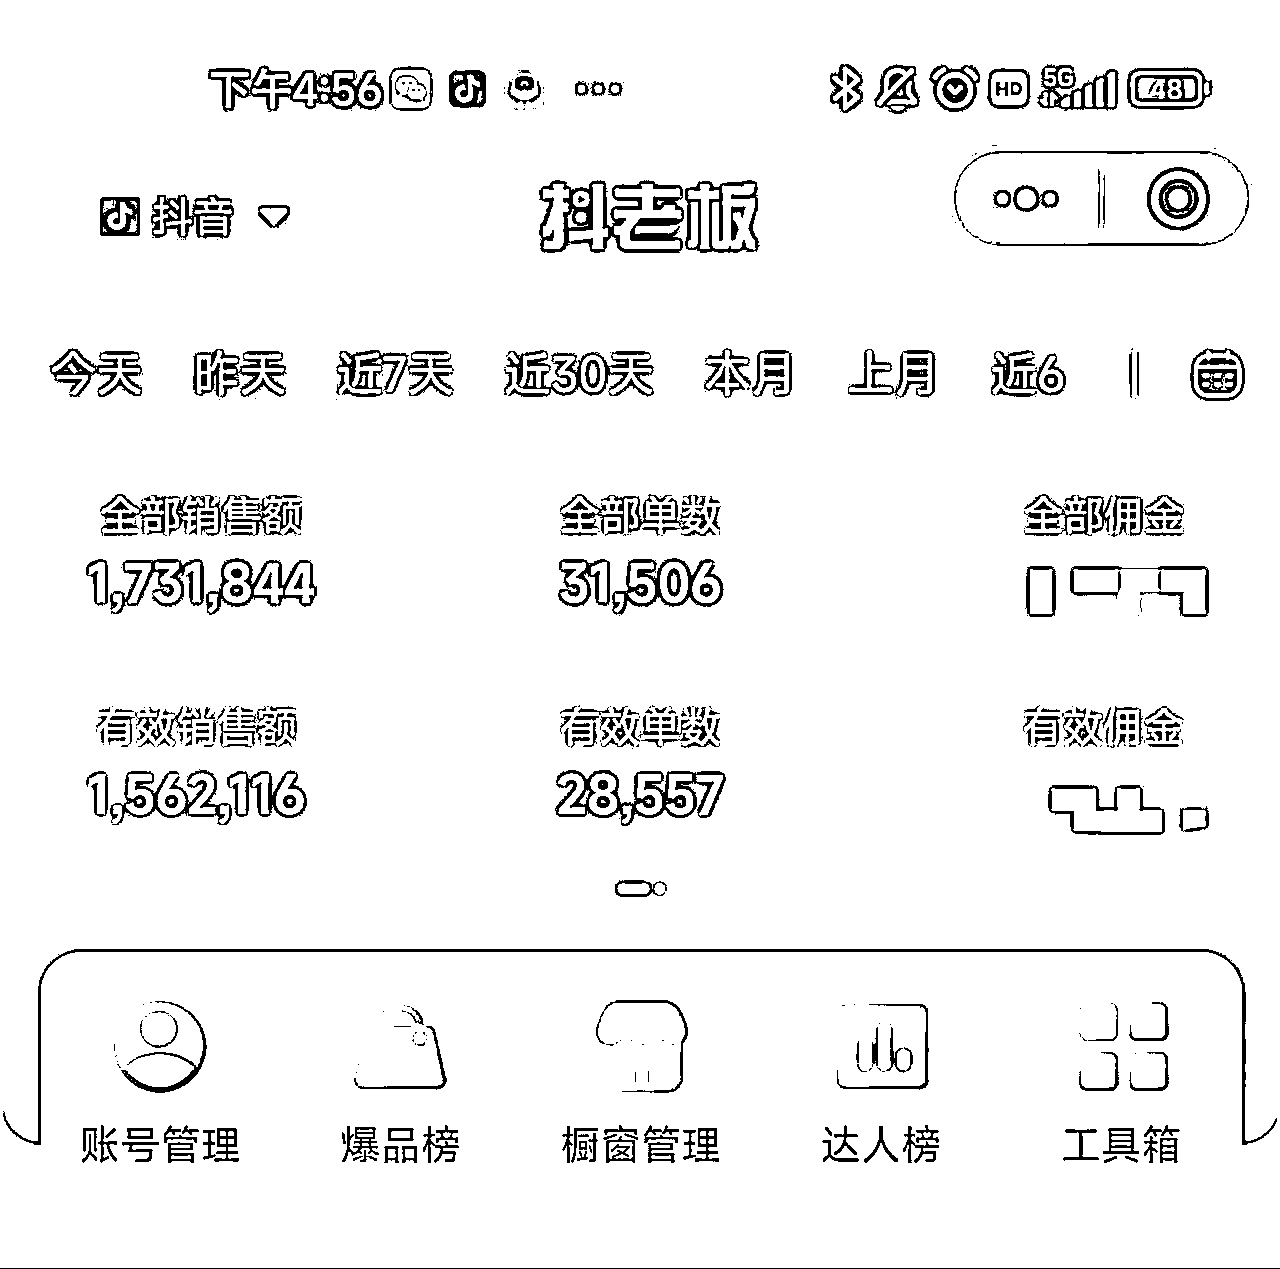 下午4:56 HD 5G 48
抖音 抖老板
今天 昨天 近7天 近30天 本月 上月 近6
全部销售额 全部单数 全部佣金
1,731,844 31,506
有效销售额 有效单数 有效佣金
1,562,116 28,557
账号管理 爆品榜 橱窗管理 达人榜 工具箱